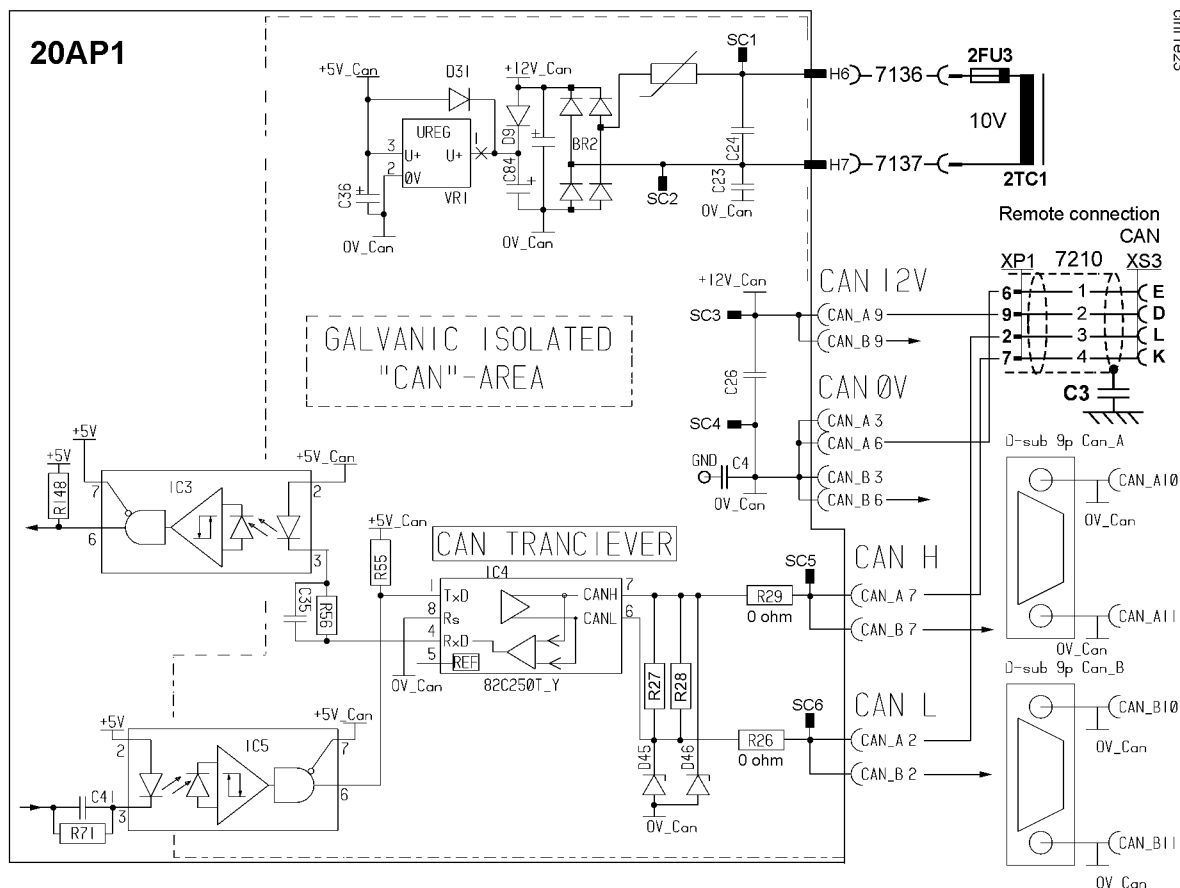 20AP1
cmi1e25
SC1
H6
7136
2FU3
10V
+5V_Can
D31
+12V_Can
UREG
3
U+
U+
1
2
0V
VR1
C36
D9
C84
BR2
C24
C23
0V_Can
0V_Can
0V_Can
SC2
H7
7137
2TC1
Remote connection
CAN
XP1
7210
XS3
6
1
E
9
2
D
2
3
L
7
4
K
C3
GALVANIC ISOLATED
"CAN"-AREA
+12V_Can
SC3
C26
SC4
GND
C4
0V_Can
CAN 12V
CAN_A 9
CAN_B 9
CAN 0V
CAN_A 3
CAN_A 6
CAN_B 3
CAN_B 6
D-sub 9p Can_A
CAN_A10
0V_Can
CAN_A11
0V_Can
+5V
+5V
R148
7
6
IC3
2
3
+5V_Can
C35
R56
+5V_Can
R55
CAN TRANCIEVER
IC4
1
TxD
8
Rs
4
RxD
5
REF
CANH
7
CANL
6
82C250T_Y
0V_Can
R27
R28
D45
D46
0V_Can
SC5
R29
0 ohm
CAN H
CAN_A 7
CAN_B 7
SC6
R26
0 ohm
CAN L
CAN_A 2
CAN_B 2
D-sub 9p Can_B
CAN_B10
0V_Can
CAN_B11
0V_Can
+5V
2
IC5
+5V_Can
7
6
3
C41
R71